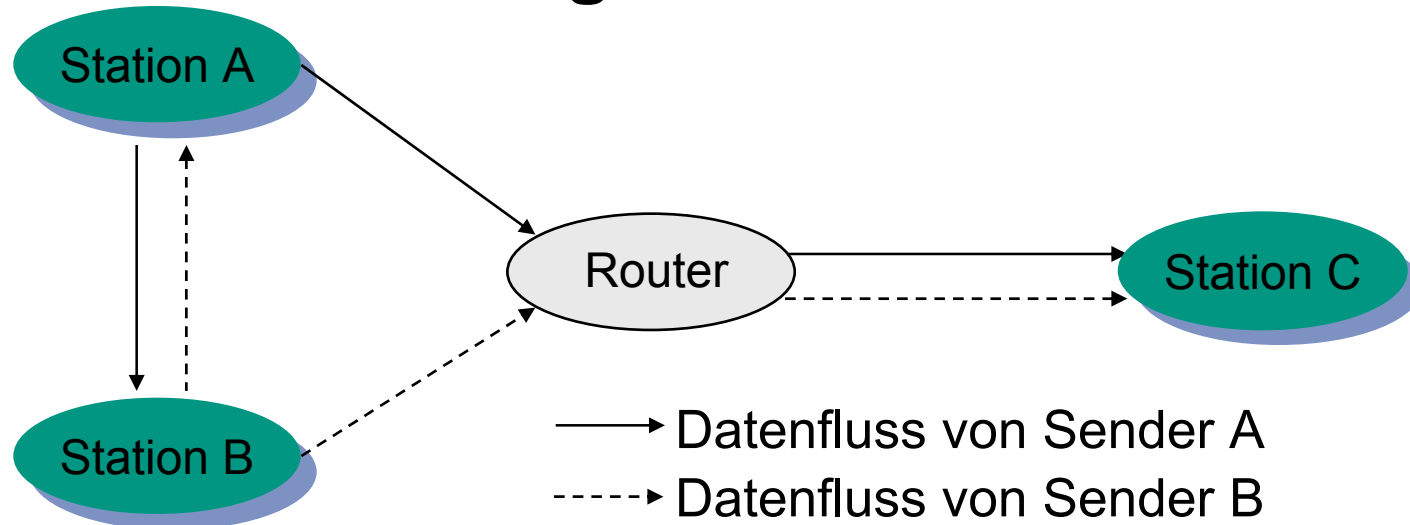 Station A
Router
Station C
Station B
Datenfluss von Sender A
Datenfluss von Sender B